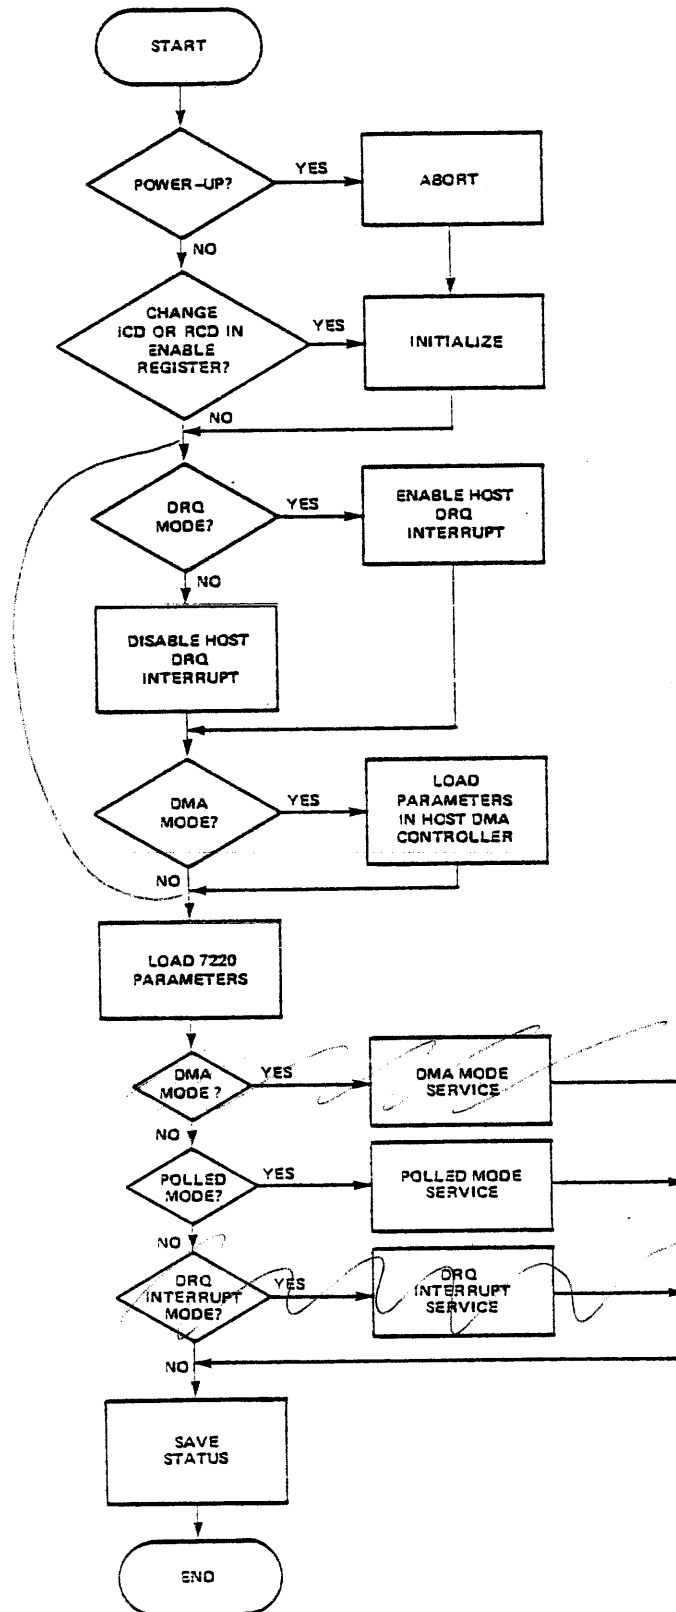 START
POWER-UP?
YES
ABORT
NO
CHANGE
ICD OR RCD IN
ENABLE
REGISTER?
YES
INITIALIZE
NO
DRQ
MODE?
YES
ENABLE HOST
DRQ
INTERRUPT
NO
DISABLE HOST
DRQ
INTERRUPT
DMA
MODE?
YES
LOAD
PARAMETERS
IN HOST DMA
CONTROLLER
NO
LOAD 7220
PARAMETERS
DMA
MODE?
YES
DMA MODE
SERVICE
NO
POLLED
MODE?
YES
POLLED MODE
SERVICE
NO
DRQ
INTERRUPT
MODE?
YES
DRQ
INTERRUPT
SERVICE
NO
SAVE
STATUS
END